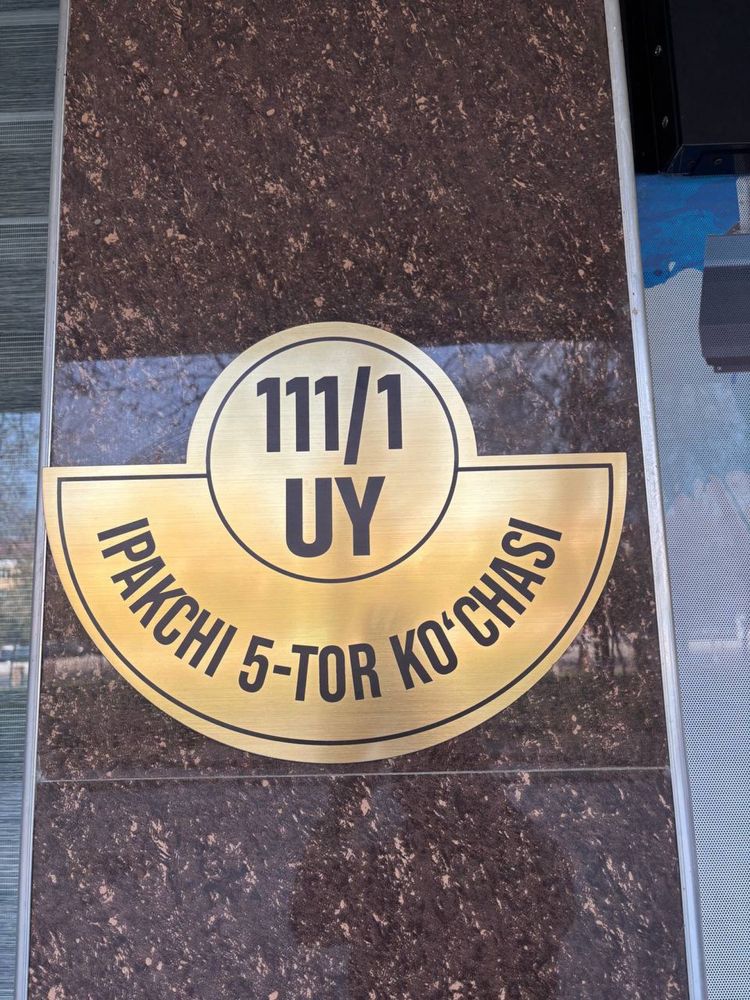 111/1
UY
IPAKCHI 5-TOR KO‘CHASI